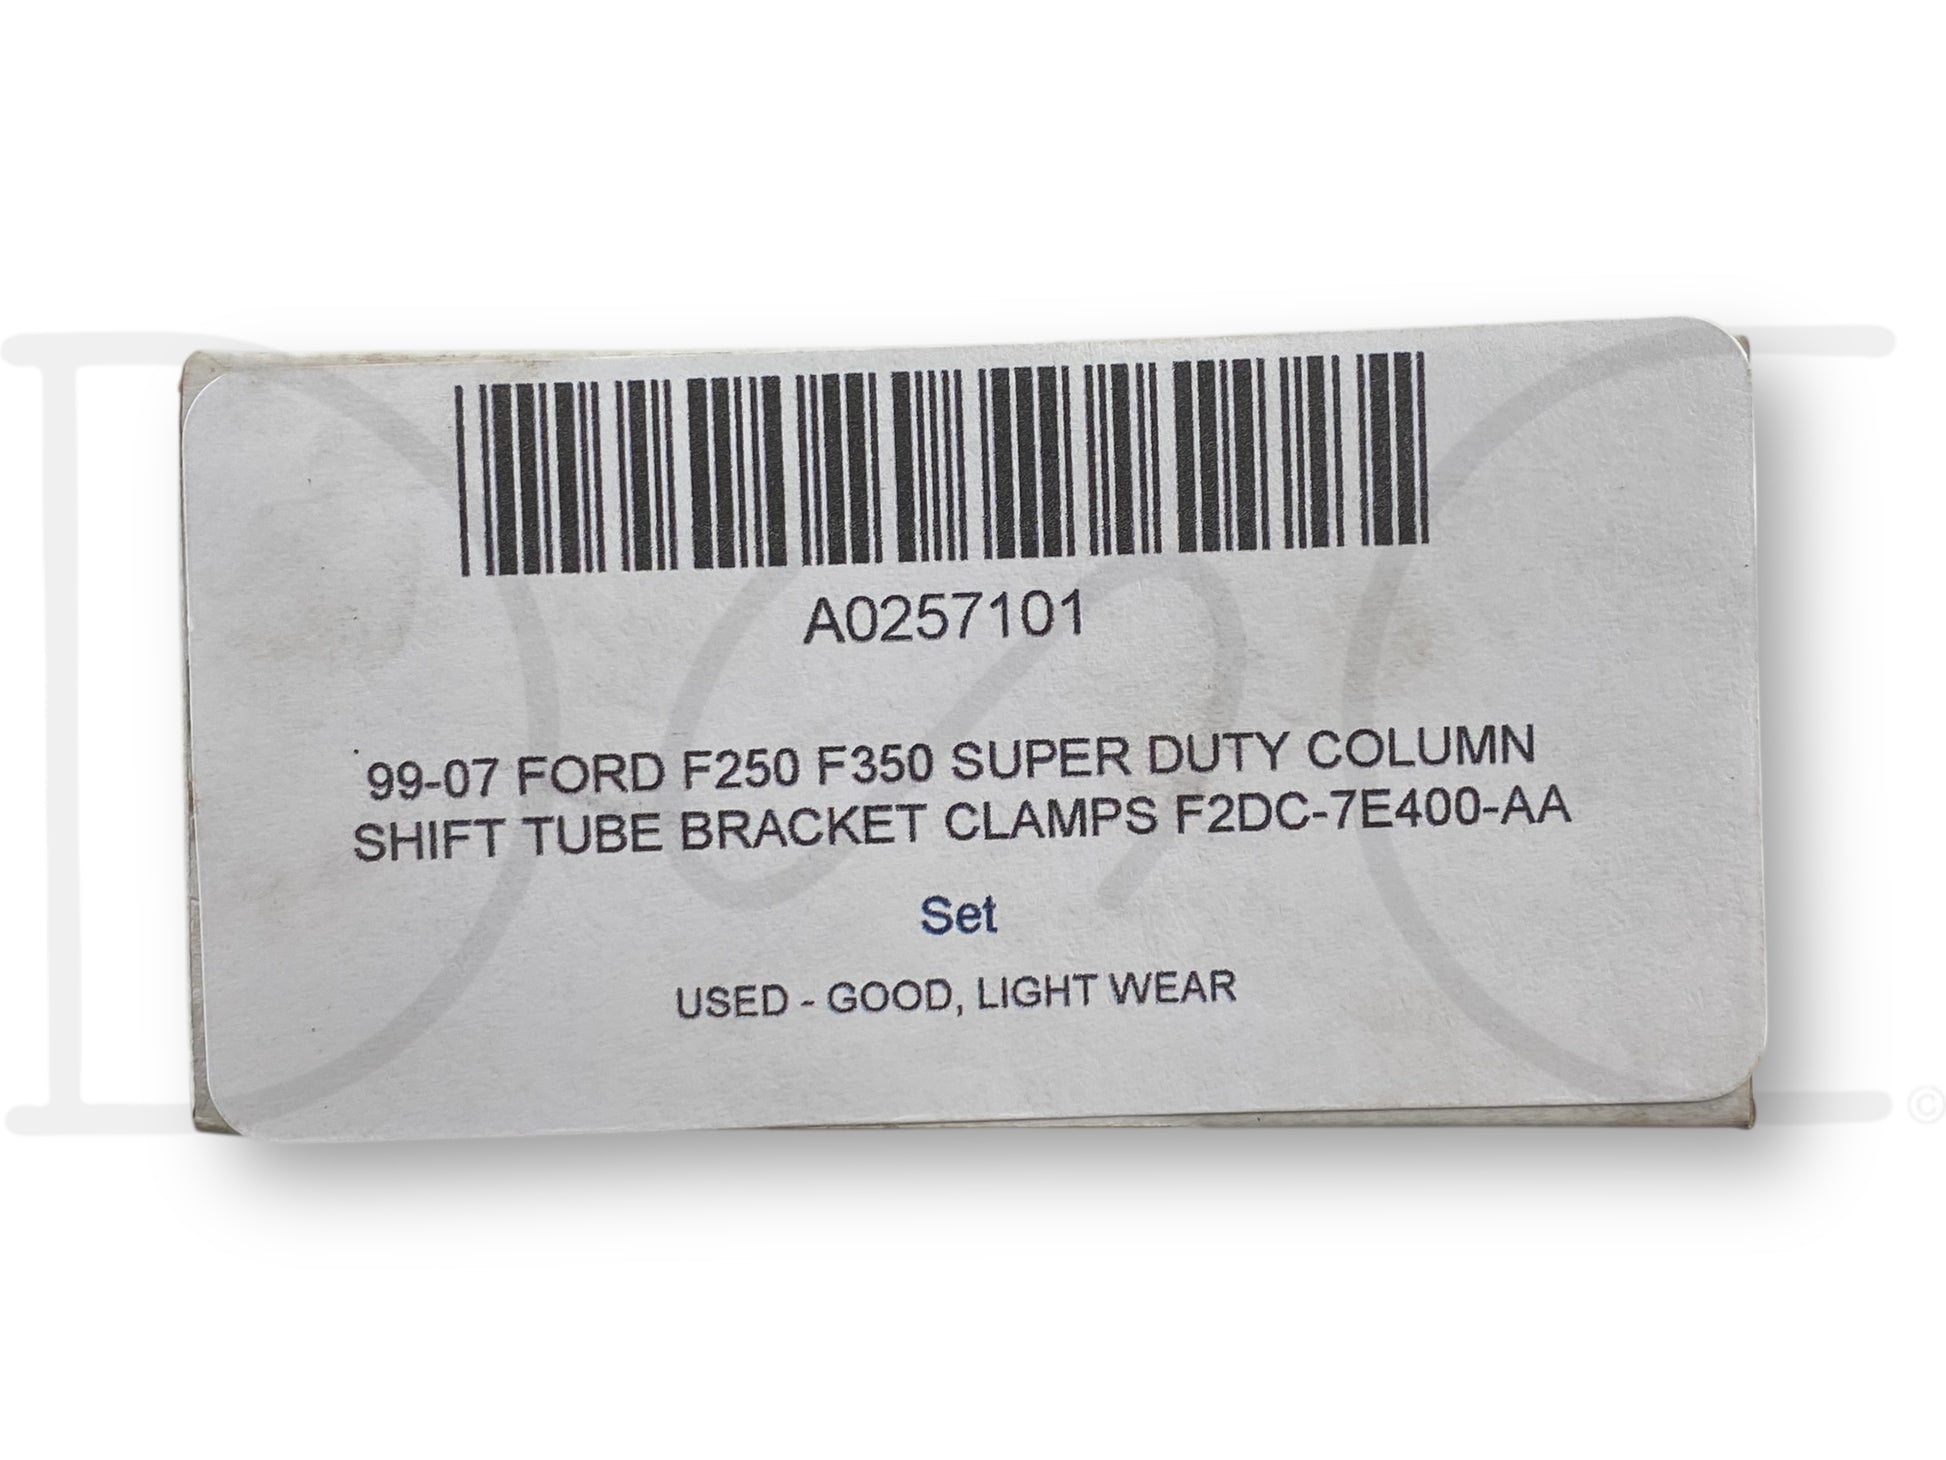 A0257101
99-07 FORD F250 F350 SUPER DUTY COLUMN
SHIFT TUBE BRACKET CLAMPS F2DC-7E400-AA
Set
USED - GOOD, LIGHT WEAR
©